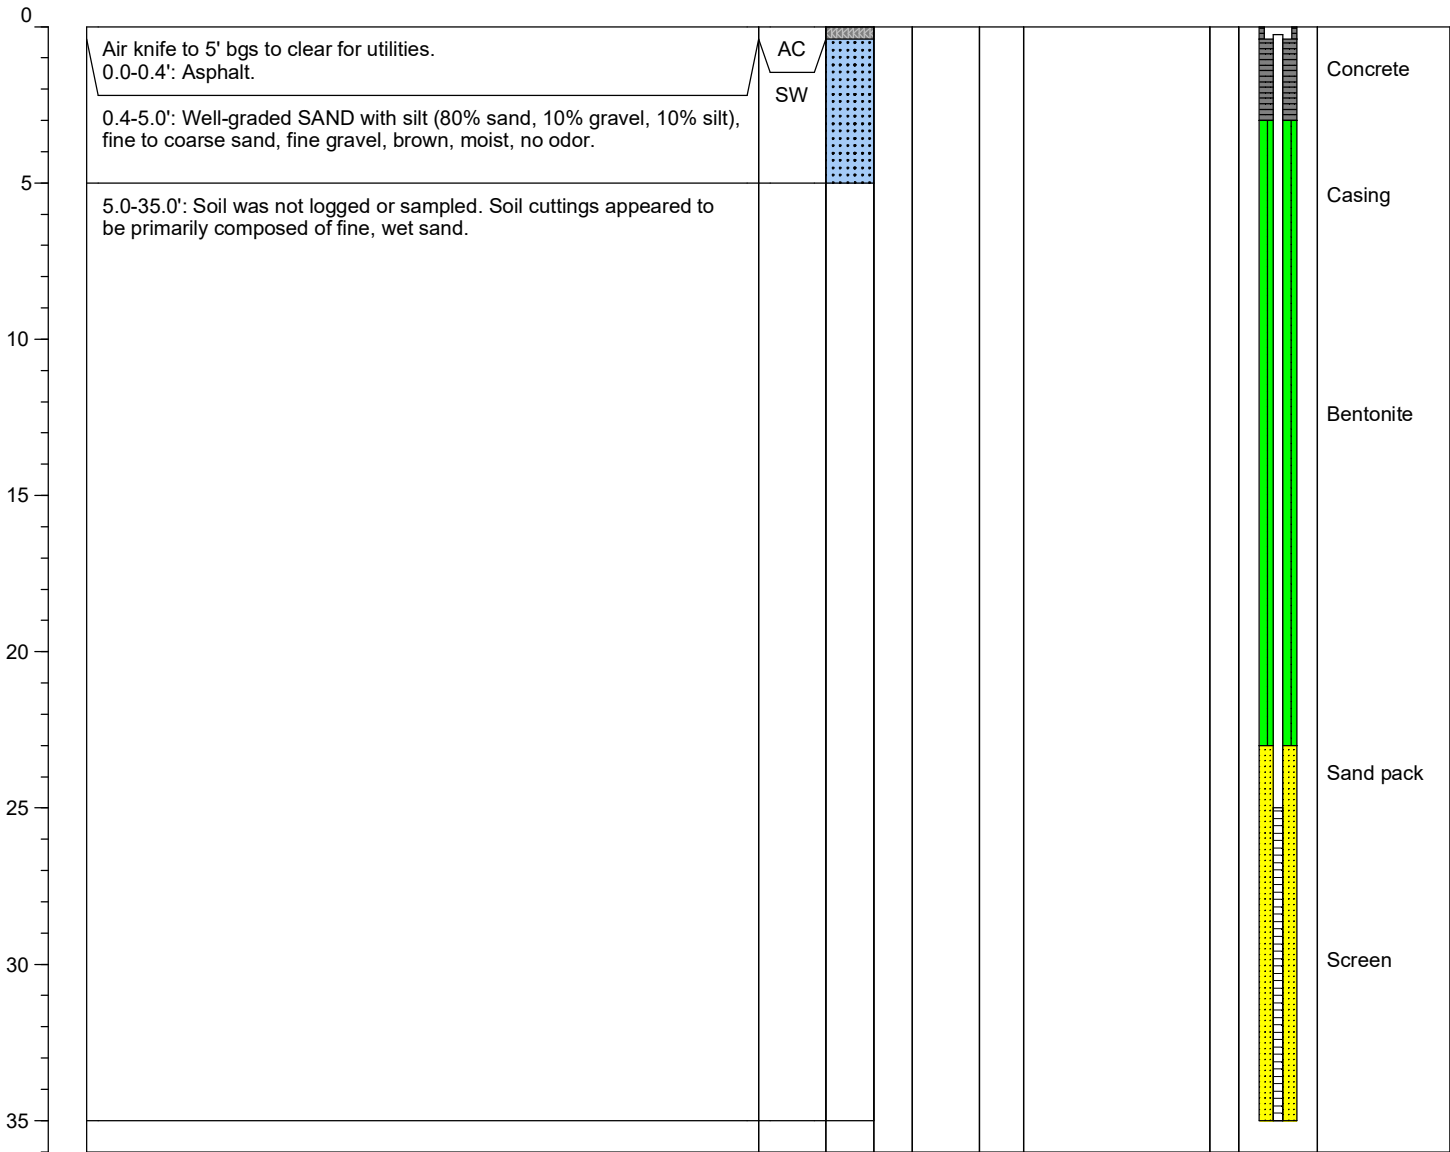 0
Air knife to 5' bgs to clear for utilities.
0.0-0.4': Asphalt.
AC
Concrete
SW
0.4-5.0': Well-graded SAND with silt (80% sand, 10% gravel, 10% silt),
fine to coarse sand, fine gravel, brown, moist, no odor.
5
Casing
5.0-35.0': Soil was not logged or sampled. Soil cuttings appeared to
be primarily composed of fine, wet sand.
10
Bentonite
15
20
Sand pack
25
30
Screen
35